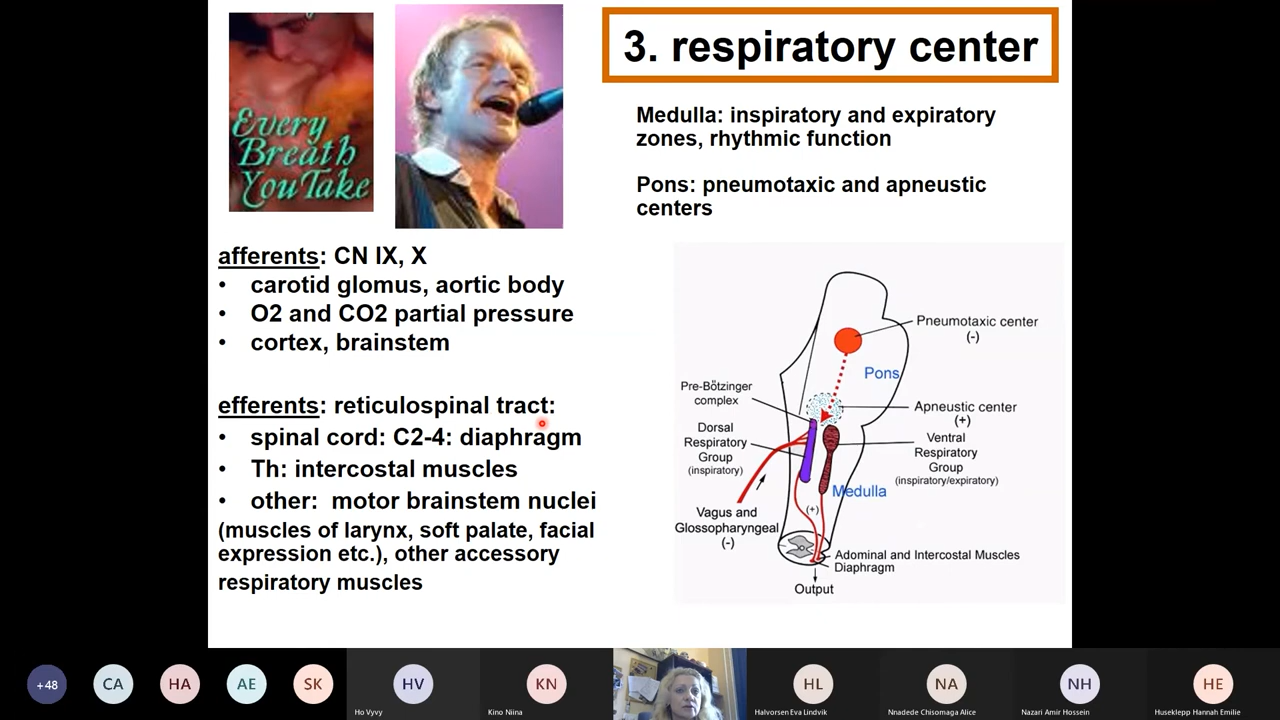 Every
Breath
You Take
3. respiratory center
Medulla: inspiratory and expiratory
zones, rhythmic function
Pons: pneumotaxic and apneustic
centers
afferents: CN IX, X
• carotid glomus, aortic body
• O2 and CO2 partial pressure
• cortex, brainstem
efferents: reticulospinal tract:
• spinal cord: C2-4: diaphragm
• Th: intercostal muscles
• other: motor brainstem nuclei
(muscles of larynx, soft palate, facial
expression etc.), other accessory
respiratory muscles
Pneumotaxic center
(-)
Pons
Pre-Bötzinger
complex
Apneustic center
(+)
Dorsal
Respiratory
Group
(inspiratory)
Ventral
Respiratory
Group
(inspiratory/expiratory)
Medulla
(+)
Vagus and
Glossopharyngeal
(-)
Adominal and Intercostal Muscles
Diaphragm
Output
+48
CA
HA
AE
SK
HV
Ho Vyvy
KN
Kino Niina
HL
Halvorsen Eva Lindvik
NA
Nnadede Chisomaga Alice
NH
Nazari Amir Hossein
HE
Huseklepp Hannah Emilie